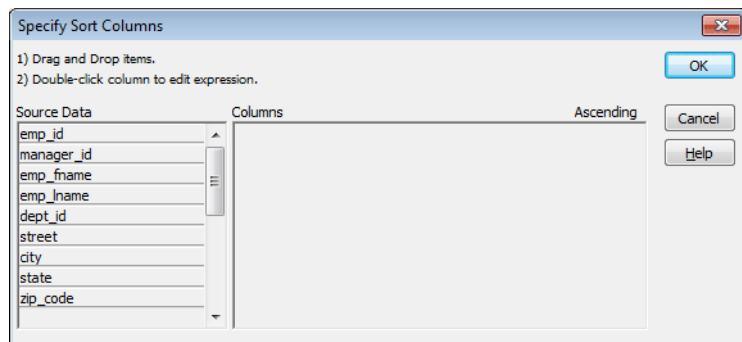 Specify Sort Columns
1) Drag and Drop items.
2) Double-click column to edit expression.
OK
Source Data Columns Ascending
Cancel
Help
emp_id
manager_id
emp_fname
emp_lname
dept_id
street
city
state
zip_code